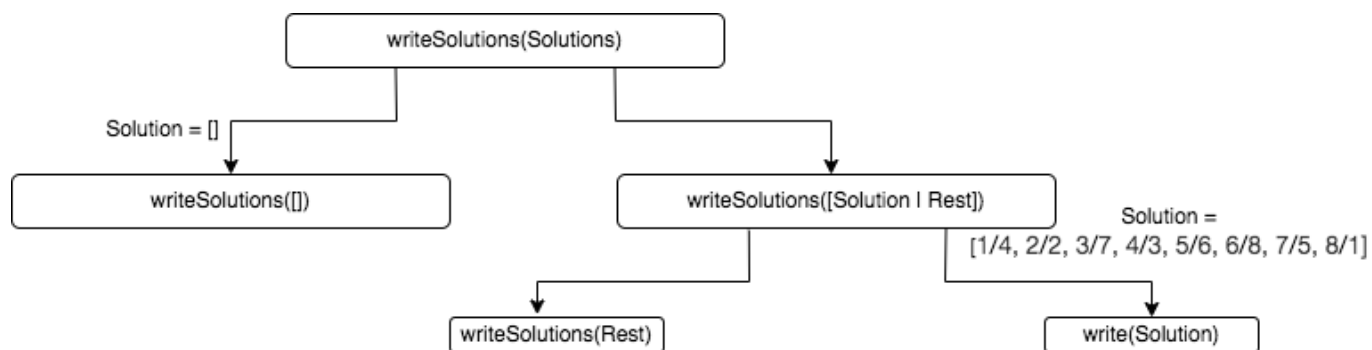 writeSolutions(Solutions)
Solution = []
writeSolutions([])
writeSolutions([Solution | Rest])
Solution =
[1/4, 2/2, 3/7, 4/3, 5/6, 6/8, 7/5, 8/1]
writeSolutions(Rest)
write(Solution)